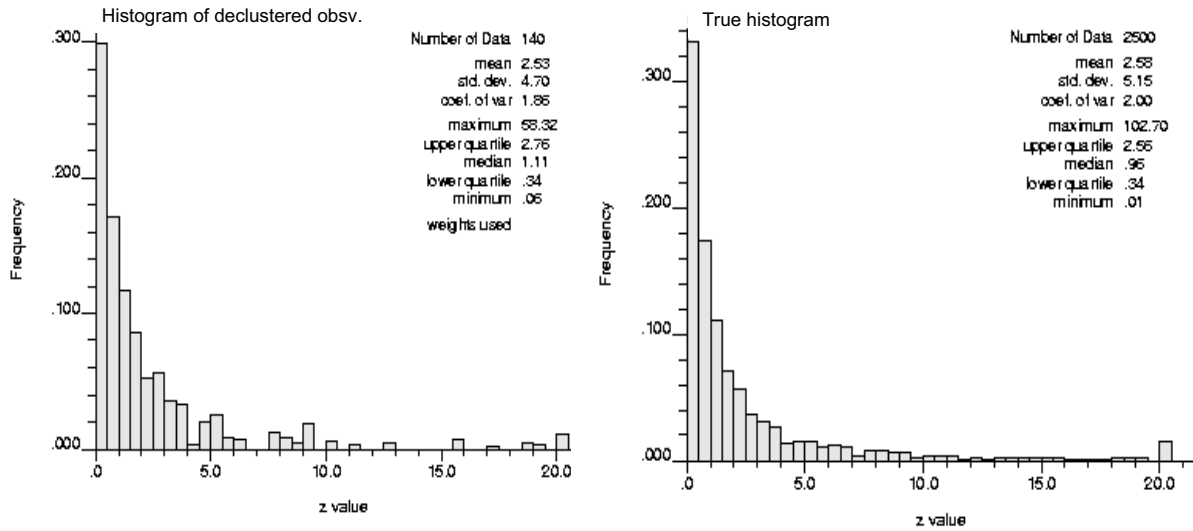 Histogram of declustered obsv.
Number of Data 140
mean 2.53
std. dev. 4.70
coef. of var 1.86
maximum 58.32
upper quartile 2.76
median 1.11
lower quartile .34
minimum .06
weights used
Frequency
.300
.200
.100
.000
.0 5.0 10.0 15.0 20.0
z value
True histogram
Number of Data 2500
mean 2.58
std. dev. 5.15
coef. of var 2.00
maximum 102.70
upper quartile 2.56
median .96
lower quartile .34
minimum .01
Frequency
.300
.200
.100
.000
.0 5.0 10.0 15.0 20.0
z value